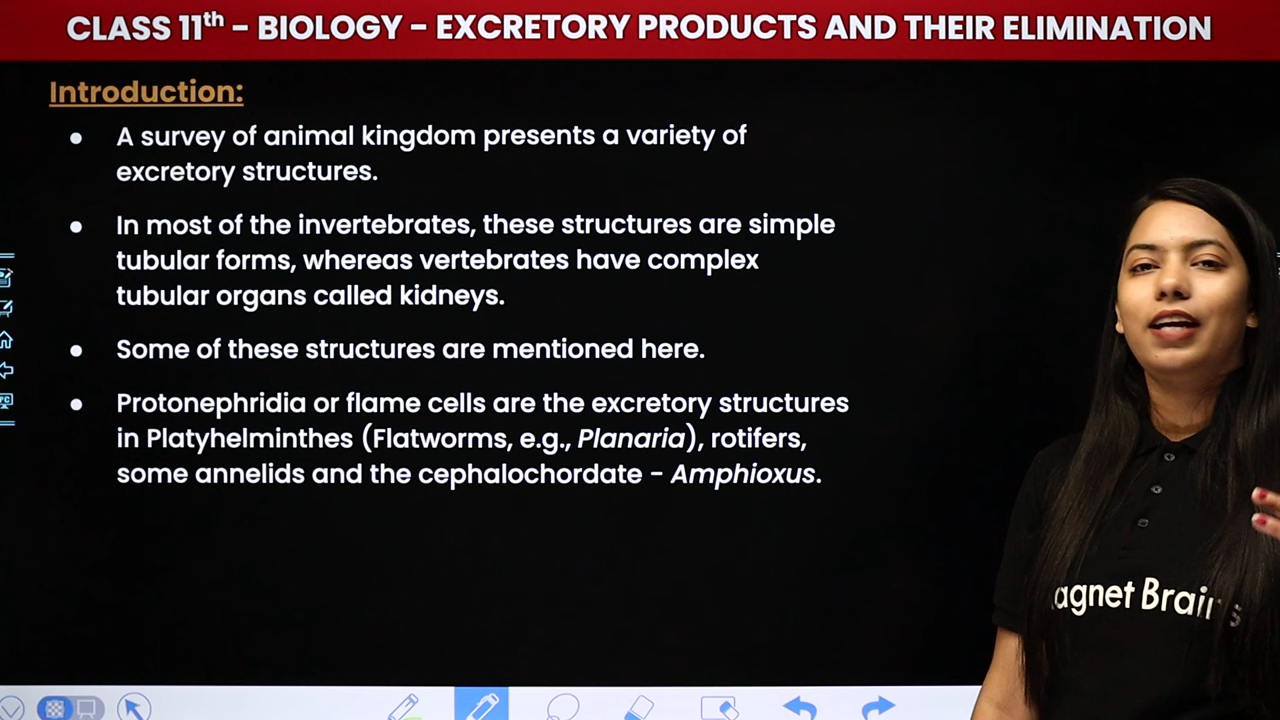 CLASS 11th – BIOLOGY – EXCRETORY PRODUCTS AND THEIR ELIMINATION
Introduction:
● A survey of animal kingdom presents a variety of
excretory structures.
● In most of the invertebrates, these structures are simple
tubular forms, whereas vertebrates have complex
tubular organs called kidneys.
● Some of these structures are mentioned here.
● Protonephridia or flame cells are the excretory structures
in Platyhelminthes (Flatworms, e.g., Planaria), rotifers,
some annelids and the cephalochordate – Amphioxus.
agnet Brains